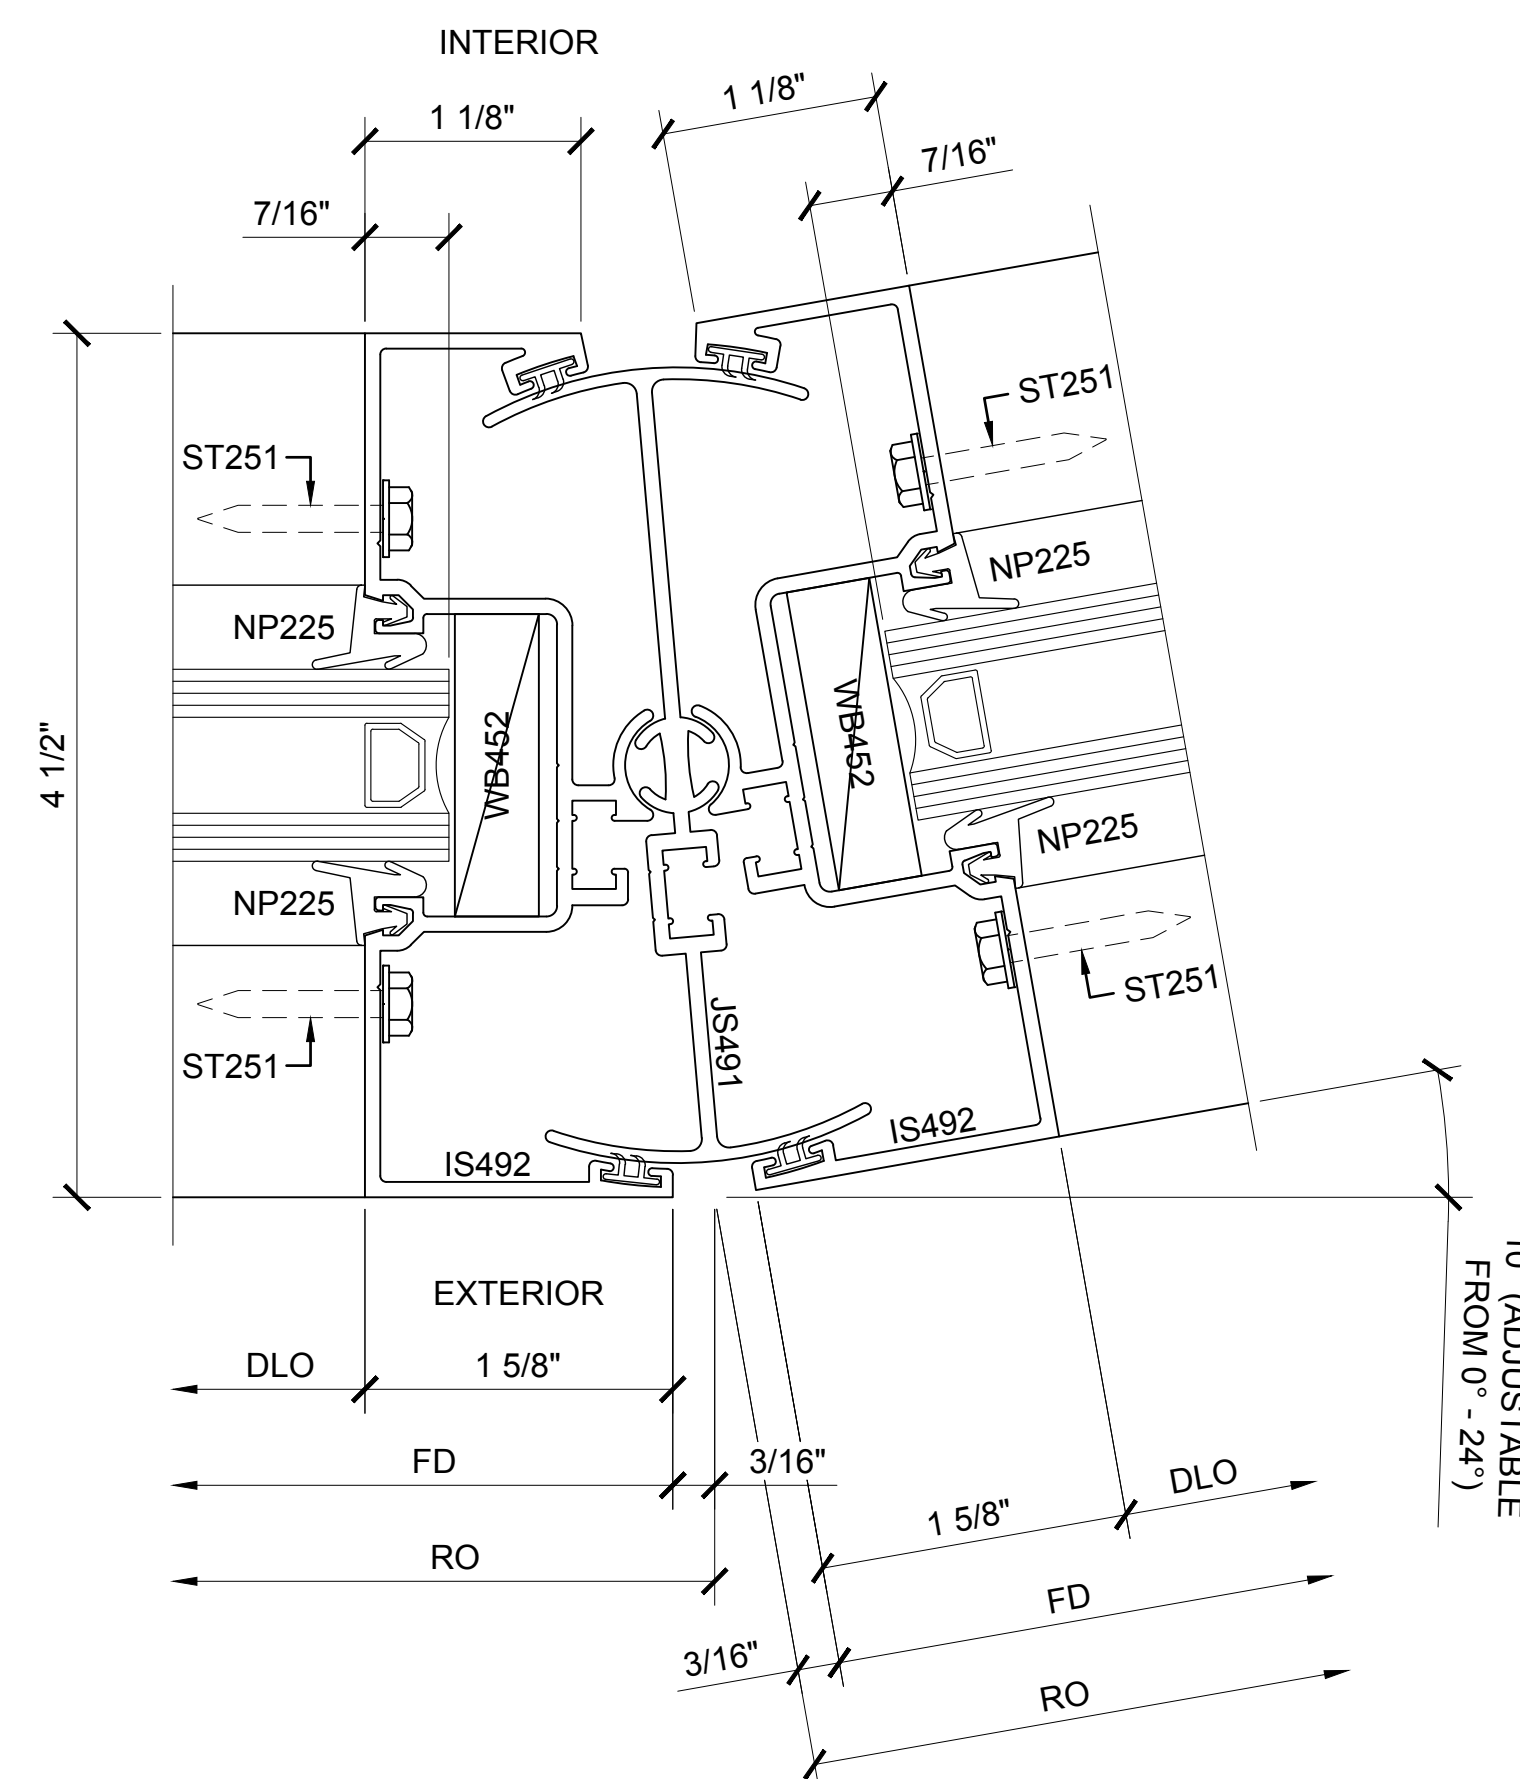 INTERIOR
1 1/8"
1 1/8"
7/16"
7/16"
ST251
ST251
NP225
NP225
WB452
WB452
4 1/2"
NP225
NP225
ST251
ST251
JS491
IS492
IS492
EXTERIOR
(ADJUSTABLE
FROM 0° - 24°)
DLO
1 5/8"
FD
3/16"
RO
DLO
1 5/8"
FD
3/16"
RO